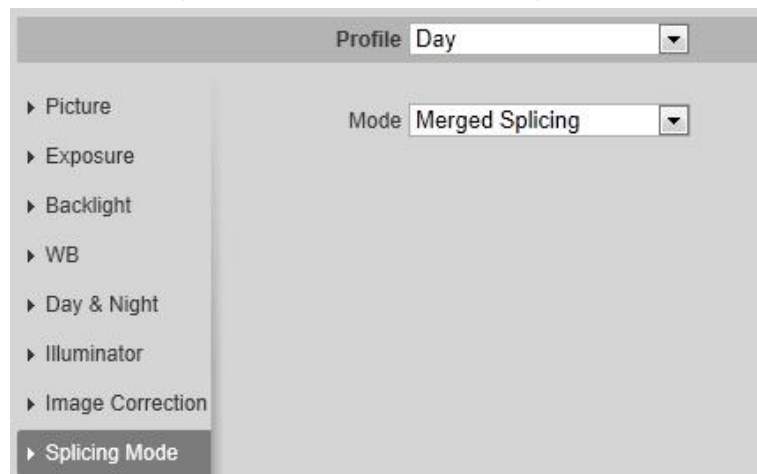 Profile Day
Picture
Mode Merged Splicing
Exposure
Backlight
WB
Day & Night
Illuminator
Image Correction
Splicing Mode